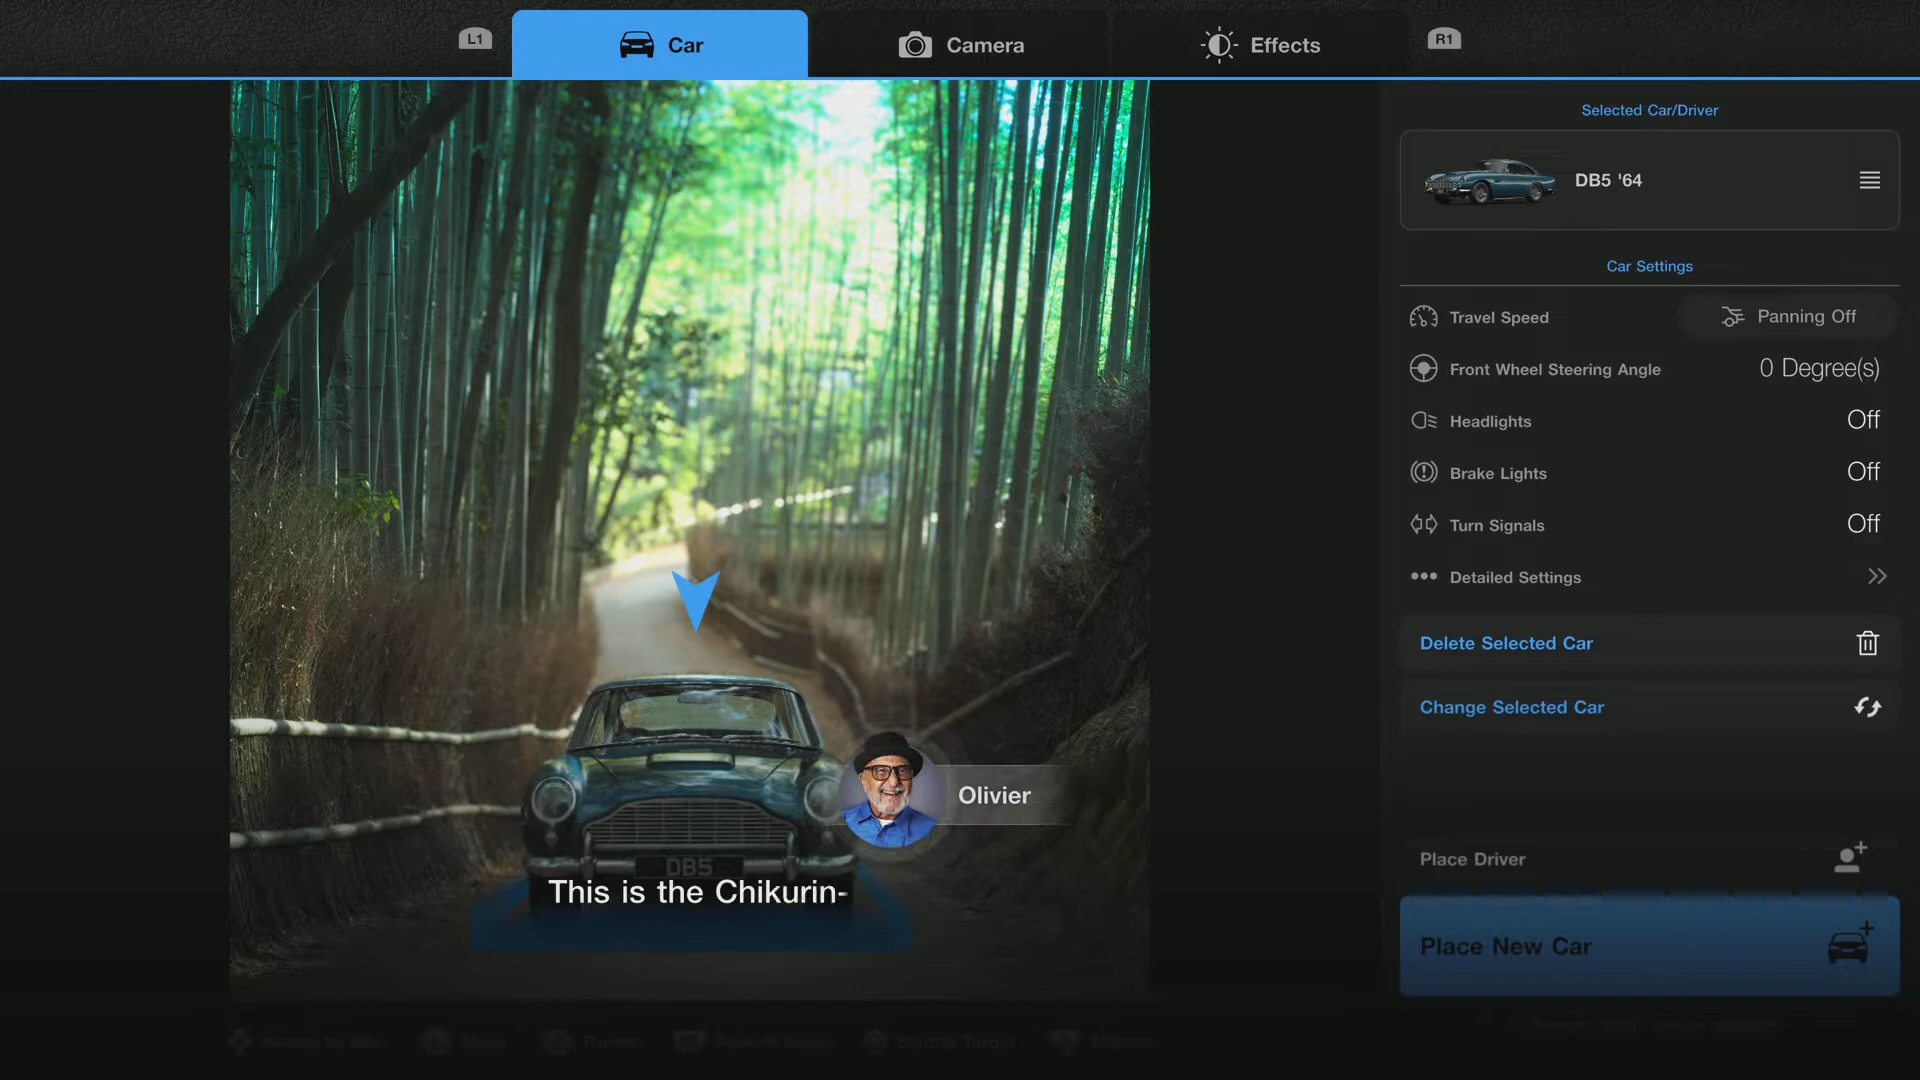 L1
Car
Camera
Effects
R1
Selected Car/Driver
DB5 '64
Car Settings
Travel Speed
Panning Off
Front Wheel Steering Angle
0 Degree(s)
Headlights
Off
Brake Lights
Off
Turn Signals
Off
Detailed Settings
Delete Selected Car
Change Selected Car
Olivier
DB5
This is the Chikurin-
Place Driver
Place New Car